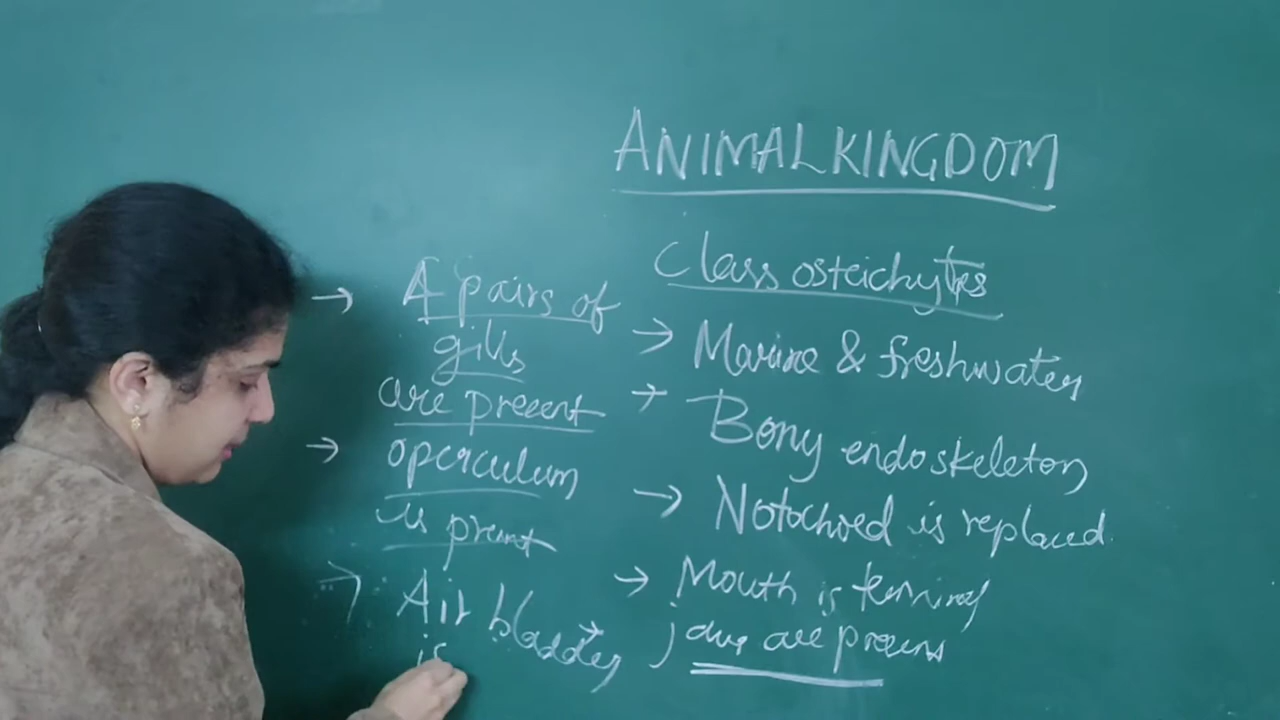 ANIMAL KINGDOM
Class osteichytes
→ Marine & freshwater
→ Bony endoskeleton
→ Notochord is replaced.
→ Mouth is terminal
jaws are present
→ 4 pairs of
gills
are present
→ operculum
is present
→ Air bladder
is